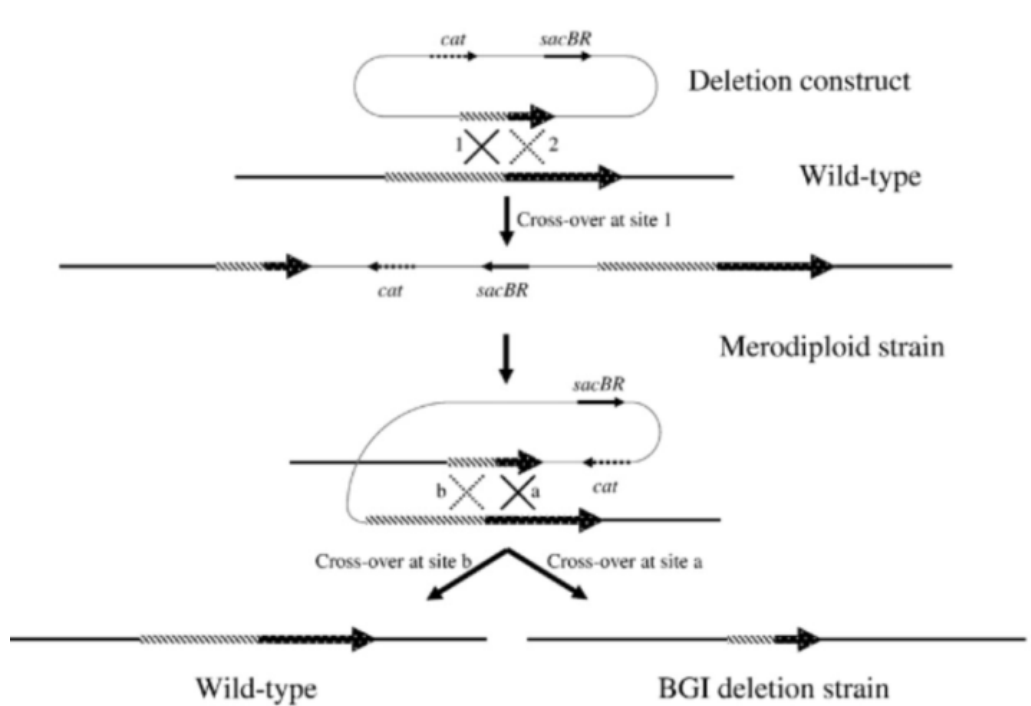 cat sacBR
Deletion construct
1 2
Wild-type
Cross-over at site 1
cat sacBR
Merodiploid strain
sacBR
cat
b a
Cross-over at site b Cross-over at site a
Wild-type BGI deletion strain